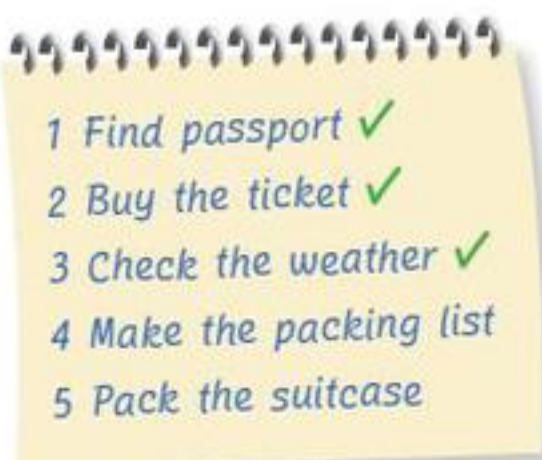 1 Find passport ✓
2 Buy the ticket ✓
3 Check the weather ✓
4 Make the packing list
5 Pack the suitcase